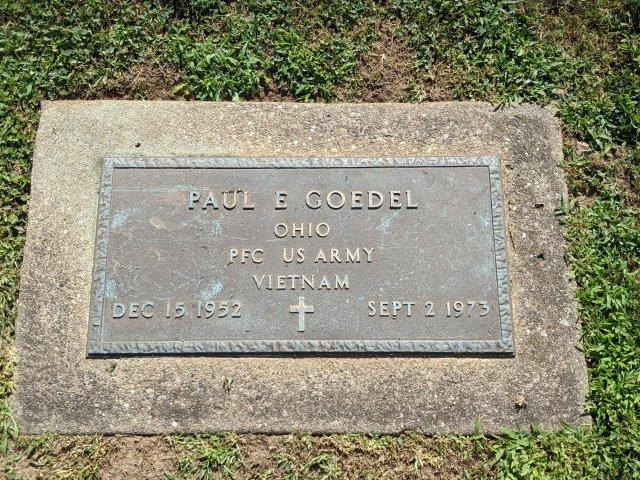 PAUL E GOEDEL
OHIO
PFC US ARMY
VIETNAM
DEC 15 1952 SEPT 2 1973